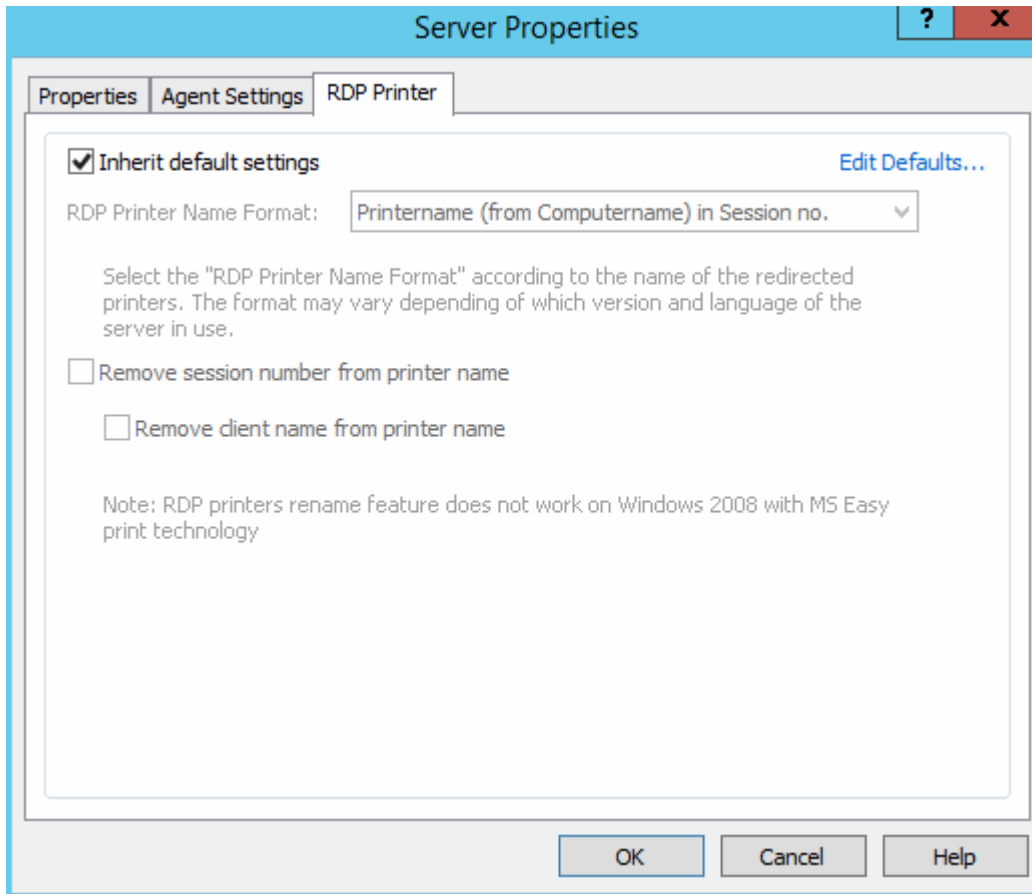 Server Properties
?
x
Properties
Agent Settings
RDP Printer
Inherit default settings
Edit Defaults...
RDP Printer Name Format:
Printername (from Computername) in Session no.
Select the "RDP Printer Name Format" according to the name of the redirected
printers. The format may vary depending of which version and language of the
server in use.
Remove session number from printer name
Remove client name from printer name
Note: RDP printers rename feature does not work on Windows 2008 with MS Easy
print technology
OK
Cancel
Help